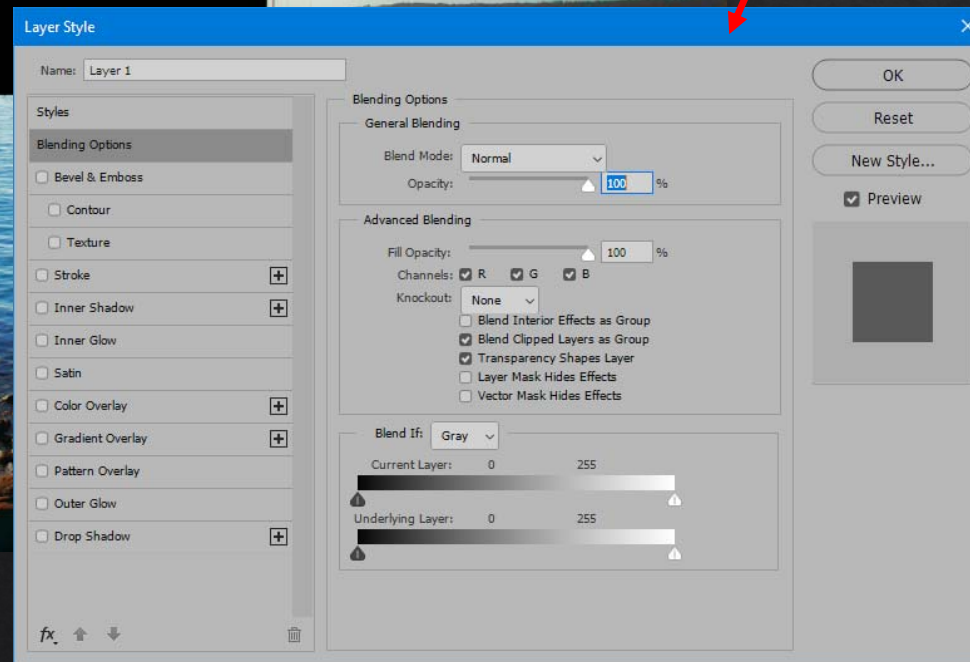 Layer Style
Name: Layer 1
Styles
Blending Options
Bevel & Emboss
Contour
Texture
Stroke
Inner Shadow
Inner Glow
Satin
Color Overlay
Gradient Overlay
Pattern Overlay
Outer Glow
Drop Shadow
fx
Blending Options
General Blending
Blend Mode: Normal
Opacity: 100 %
Advanced Blending
Fill Opacity: 100 %
Channels: R G B
Knockout: None
Blend Interior Effects as Group
Blend Clipped Layers as Group
Transparency Shapes Layer
Layer Mask Hides Effects
Vector Mask Hides Effects
Blend If: Gray
Current Layer: 0 255
Underlying Layer: 0 255
OK
Reset
New Style...
Preview